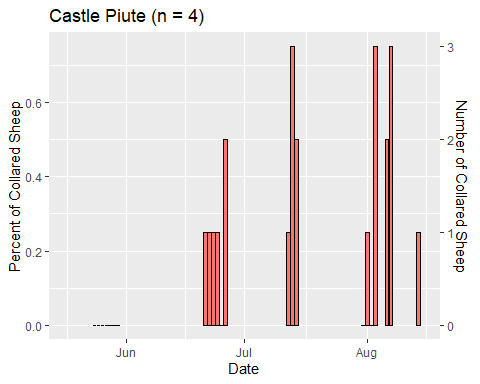 Castle Piute (n = 4)
Percent of Collared Sheep
0.6
0.4
0.2
0.0
3
2
1
0
Number of Collared Sheep
Jun Jul Aug
Date